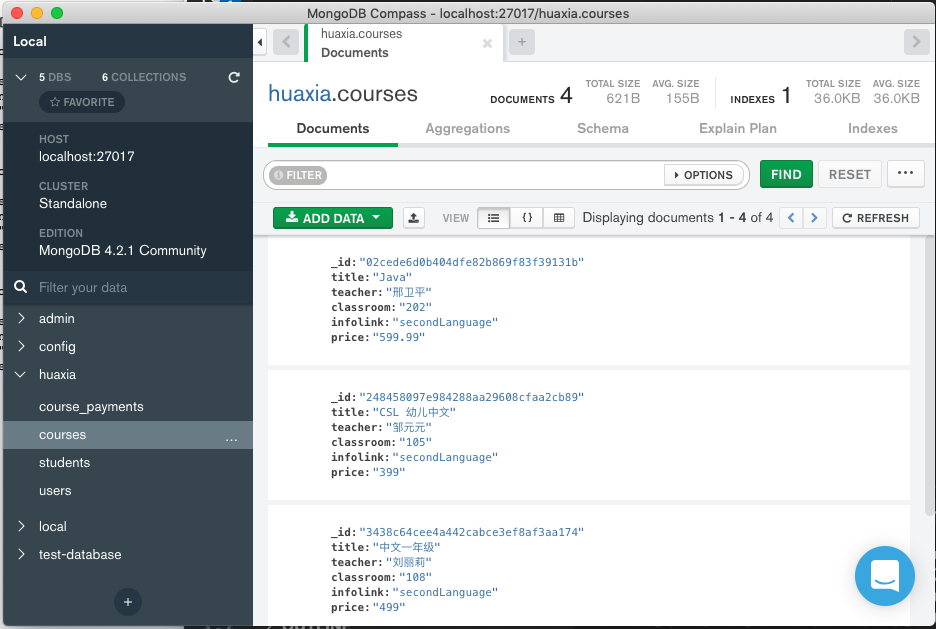 MongoDB Compass - localhost:27017/huaxia.courses
Local
5 DBS 6 COLLECTIONS
FAVORITE
HOST
localhost:27017
CLUSTER
Standalone
EDITION
MongoDB 4.2.1 Community
Filter your data
admin
config
huaxia
course_payments
courses ...
students
users
local
test-database
+
huaxia.courses
Documents
+
huaxia.courses
DOCUMENTS 4
TOTAL SIZE 621B
AVG. SIZE 155B
INDEXES 1
TOTAL SIZE 36.0KB
AVG. SIZE 36.0KB
Documents Aggregations Schema Explain Plan Indexes
FILTER OPTIONS FIND RESET ...
ADD DATA VIEW {} Displaying documents 1 - 4 of 4 REFRESH
_id:"02cede6d0b404dfe82b869f83f39131b"
title:"Java"
teacher:"邢卫平"
classroom:"202"
infolink:"secondLanguage"
price:"599.99"
_id:"248458097e984288aa29608cfaa2cb89"
title:"CSL 幼儿中文"
teacher:"邹元元"
classroom:"105"
infolink:"secondLanguage"
price:"399"
_id:"3438c64cee4a442cabce3ef8af3aa174"
title:"中文一年级"
teacher:"刘丽莉"
classroom:"108"
infolink:"secondLanguage"
price:"499"